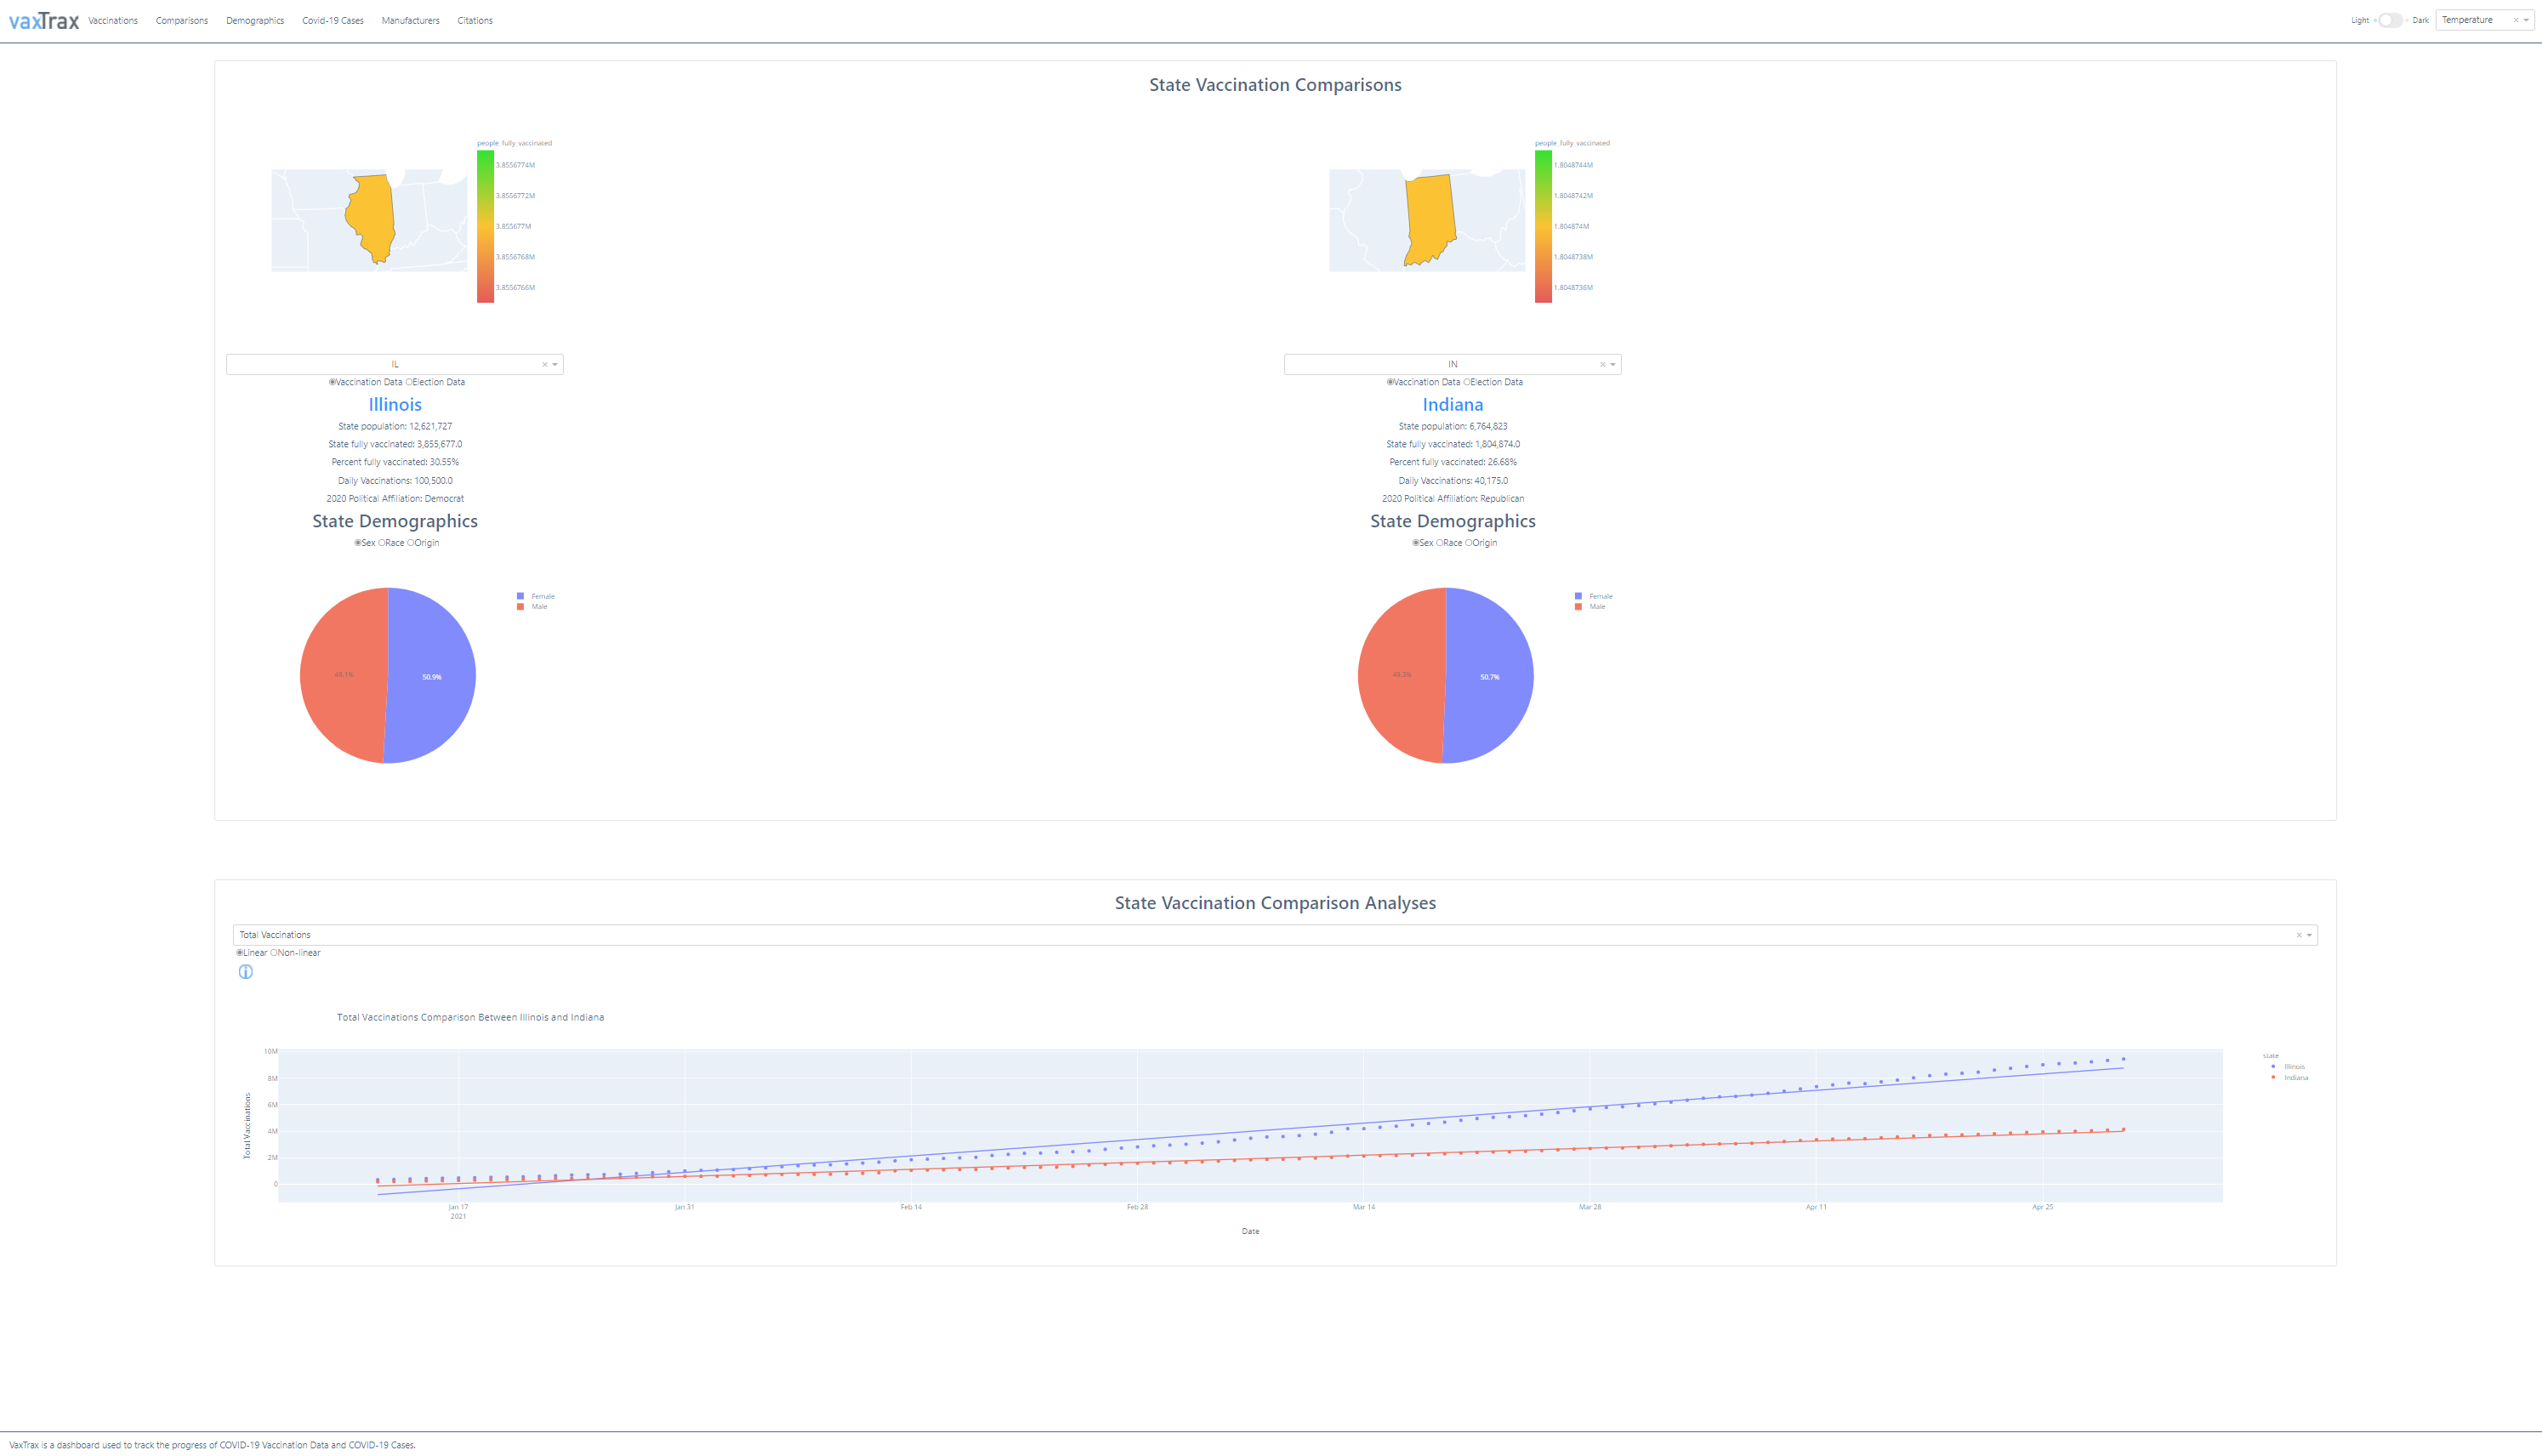 vaxTrax Vaccinations Comparisons Demographics Covid-19 Cases Manufacturers Citations Light Dark Temperature
State Vaccination Comparisons
people_fully_vaccinated
3.8556774M
3.8556772M
3.855677M
3.8556768M
3.8556766M
IL
Vaccination Data Election Data
Illinois
State population: 12,621,727
State fully vaccinated: 3,855,677.0
Percent fully vaccinated: 30.55%
Daily Vaccinations: 100,500.0
2020 Political Affiliation: Democrat
State Demographics
Sex Race Origin
Female
Male
49.1%
50.9%
people_fully_vaccinated
1.8048744M
1.8048742M
1.804874M
1.8048738M
1.8048736M
IN
Vaccination Data Election Data
Indiana
State population: 6,764,823
State fully vaccinated: 1,804,874.0
Percent fully vaccinated: 26.68%
Daily Vaccinations: 40,175.0
2020 Political Affiliation: Republican
State Demographics
Sex Race Origin
Female
Male
49.3%
50.7%
State Vaccination Comparison Analyses
Total Vaccinations
Linear Non-linear
Total Vaccinations Comparison Between Illinois and Indiana
10M
8M
6M
4M
2M
0
Total Vaccinations
Jan 17 Jan 31 Feb 14 Feb 28 Mar 14 Mar 28 Apr 11 Apr 25
2021
Date
state
Illinois
Indiana
VaxTrax is a dashboard used to track the progress of COVID-19 Vaccination Data and COVID-19 Cases.